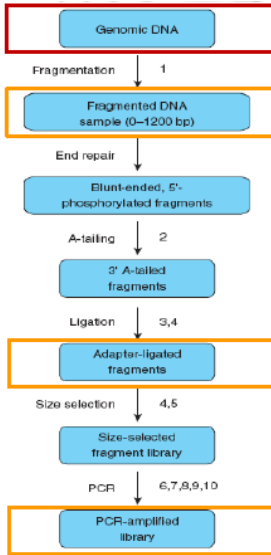 Genomic DNA
Fragmentation 1
Fragmented DNA
sample (0–1200 bp)
End repair
Blunt-ended, 5'-
phosphorylated fragments
A-tailing 2
3' A-tailed
fragments
Ligation 3,4
Adapter-ligated
fragments
Size selection 4,5
Size-selected
fragment library
PCR 6,7,8,9,10
PCR-amplified
library